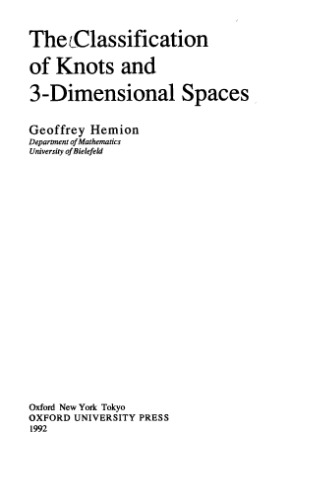 The Classification
of Knots and
3-Dimensional Spaces
Geoffrey Hemion
Department of Mathematics
University of Bielefeld
Oxford New York Tokyo
OXFORD UNIVERSITY PRESS
1992